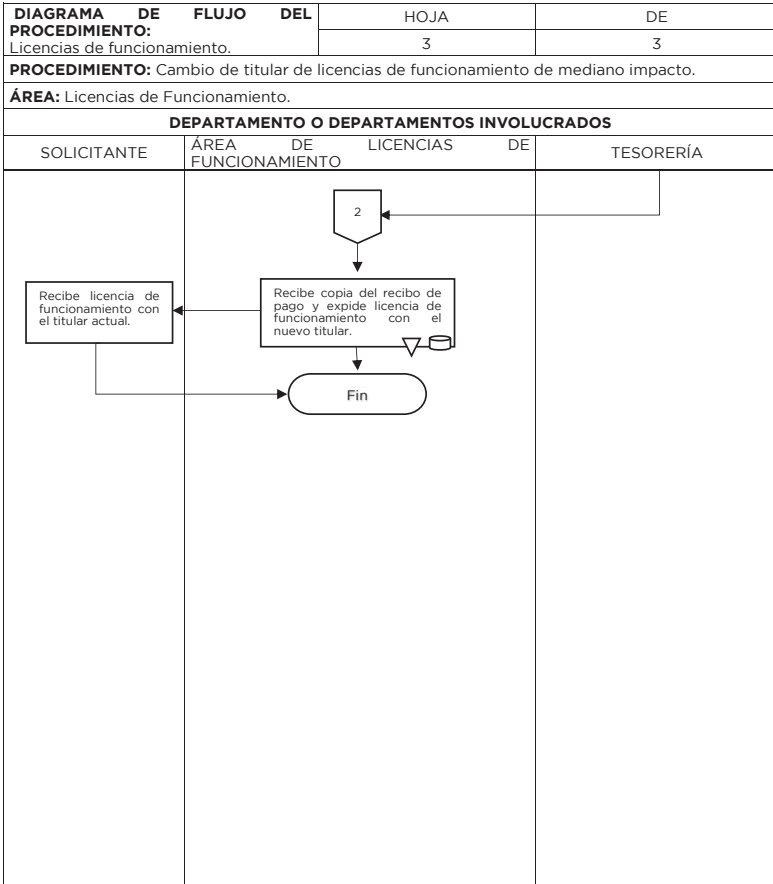 DIAGRAMA DE FLUJO DEL
PROCEDIMIENTO:
Licencias de funcionamiento.
HOJA
DE
3
3
PROCEDIMIENTO: Cambio de titular de licencias de funcionamiento de mediano impacto.
ÁREA: Licencias de Funcionamiento.
DEPARTAMENTO O DEPARTAMENTOS INVOLUCRADOS
SOLICITANTE
ÁREA DE LICENCIAS DE
FUNCIONAMIENTO
TESORERÍA
2
Recibe licencia de
funcionamiento con
el titular actual.
Recibe copia del recibo de
pago y expide licencia de
funcionamiento con el
nuevo titular.
Fin